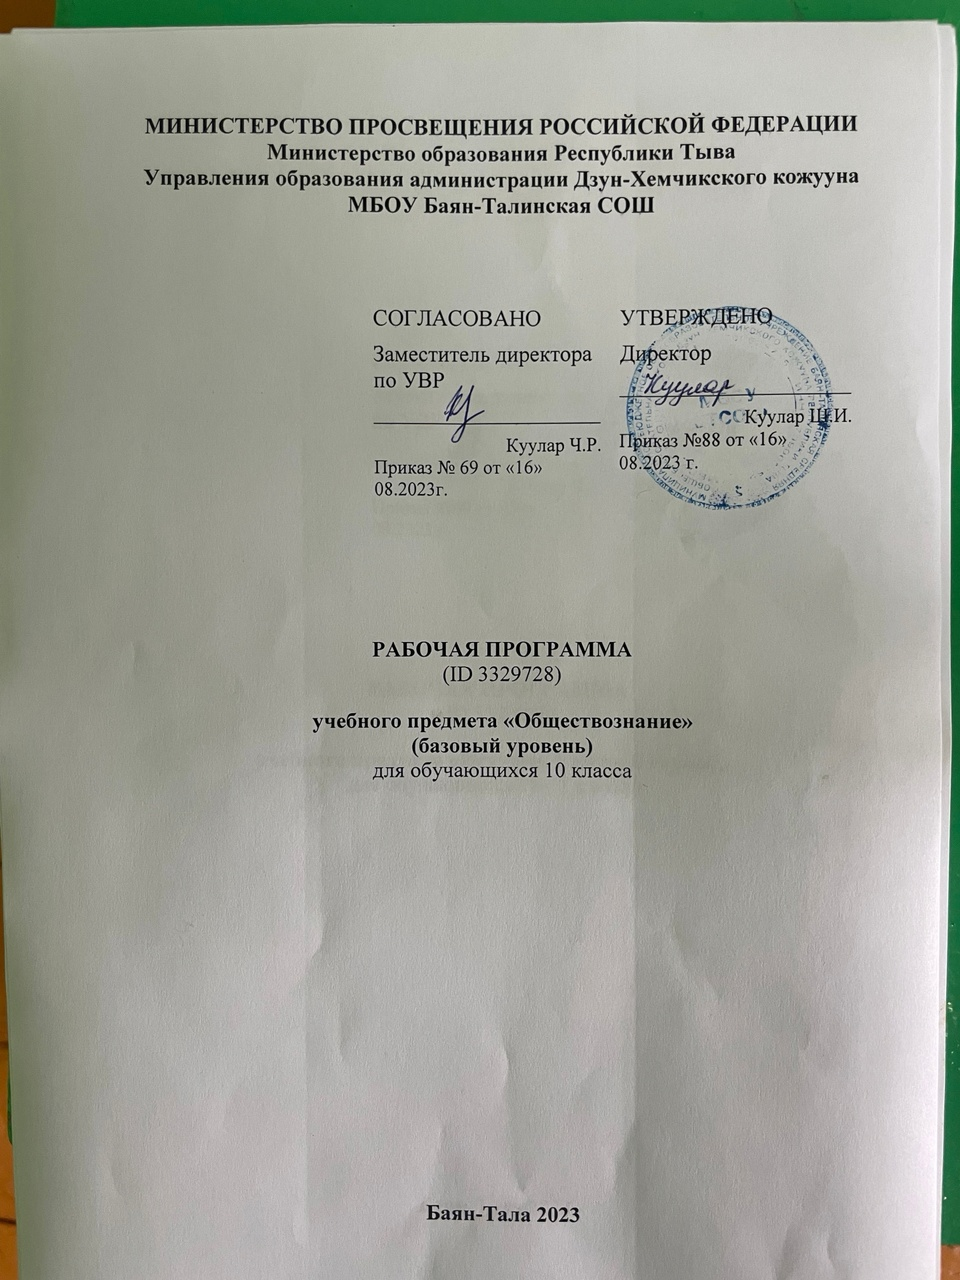 МИНИСТЕРСТВО ПРОСВЕЩЕНИЯ РОССИЙСКОЙ ФЕДЕРАЦИИ
Министерство образования Республики Тыва
Управления образования администрации Дзун-Хемчикского кожууна
МБОУ Баян-Талинская СОШ
СОГЛАСОВАНО
Заместитель директора
по УВР
Куулар Ч.Р.
Приказ № 69 от «16»
08.2023г.
УТВЕРЖДЕНО
Директор
Куулар
Куулар Ш.И.
Приказ №88 от «16»
08.2023 г.
РАБОЧАЯ ПРОГРАММА
(ID 3329728)
учебного предмета «Обществознание»
(базовый уровень)
для обучающихся 10 класса
Баян-Тала 2023